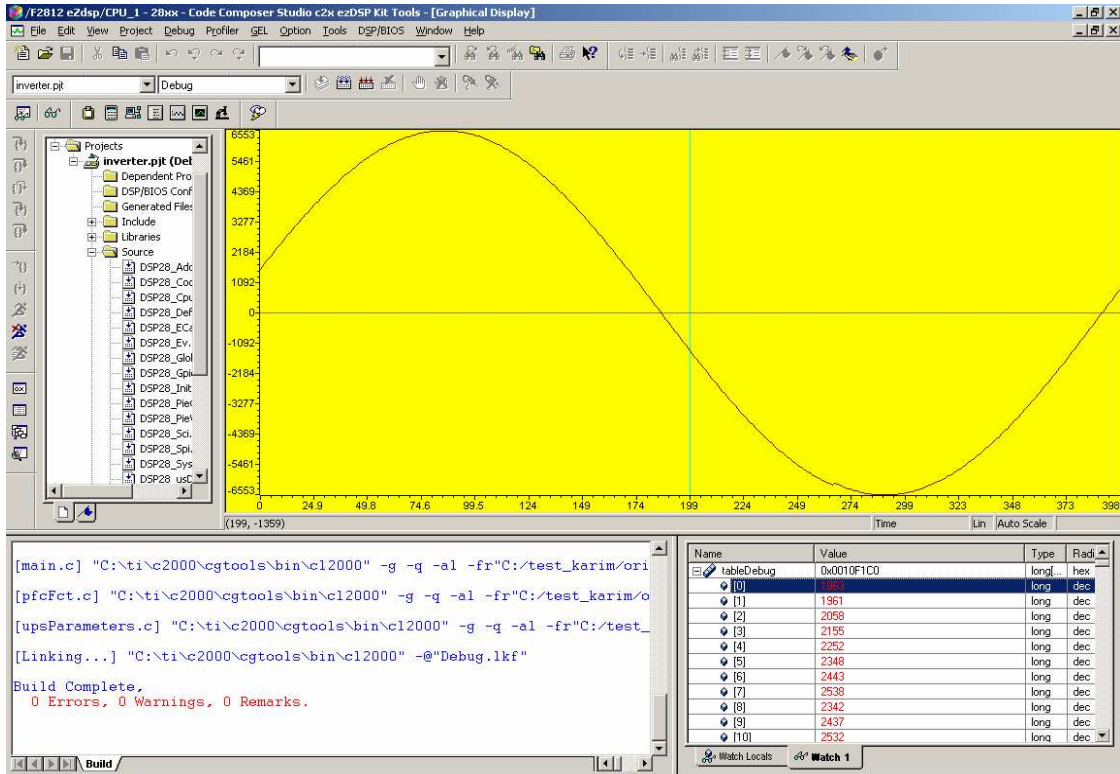 /F2812 eZdsp/CPU_1 - 28xx - Code Composer Studio c2x ezDSP Kit Tools - [Graphical Display]
File Edit View Project Debug Profiler GEL Option Tools DSP/BIOS Window Help
inverter.pjt Debug
Projects
inverter.pjt (Det
Dependent Pro
DSP/BIOS Conf
Generated Files
Include
Libraries
Source
DSP28_Adc
DSP28_Coc
DSP28_Cpu
DSP28_Def
DSP28_ECa
DSP28_Ev.
DSP28_Glol
DSP28_Gpi
DSP28_Init
DSP28_Pie
DSP28_Pie
DSP28_Sci.
DSP28_Spi.
DSP28_Sys
DSP28_usD
6553
5461
4369
3277
2184
1092
0
-1092
-2184
-3277
-4369
-5461
-6553
0 24.9 49.8 74.6 99.5 124 149 174 199 224 249 274 299 323 348 373 398
(199, -1359) Time Lin Auto Scale
[main.c] "C:\ti\c2000\cgtools\bin\cl2000" -g -q -al -fr"C:/test_karim/ori
[pfcFct.c] "C:\ti\c2000\cgtools\bin\cl2000" -g -q -al -fr"C:/test_karim/o
[upsParameters.c] "C:\ti\c2000\cgtools\bin\cl2000" -g -q -al -fr"C:/test_
[Linking...] "C:\ti\c2000\cgtools\bin\cl2000" -@"Debug.lkf"
Build Complete,
0 Errors, 0 Warnings, 0 Remarks.
Build
Name Value Type Radi
tableDebug 0x0010F1C0 long[... hex
[0] 1863 long dec
[1] 1961 long dec
[2] 2058 long dec
[3] 2155 long dec
[4] 2252 long dec
[5] 2348 long dec
[6] 2443 long dec
[7] 2538 long dec
[8] 2342 long dec
[9] 2437 long dec
[10] 2532 long dec
Watch Locals Watch 1